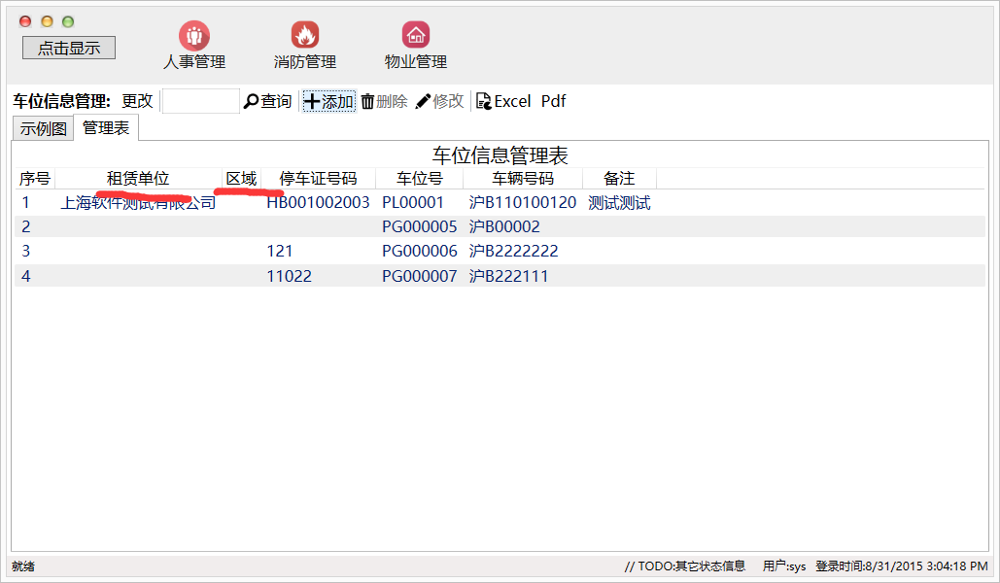 点击显示
人事管理 消防管理 物业管理
车位信息管理: 更改 查询 添加 删除 修改 Excel Pdf
示例图 管理表
车位信息管理表
序号 租赁单位 区域 停车证号码 车位号 车辆号码 备注
1 上海软件测试有限公司 HB001002003 PL00001 沪B110100120 测试测试
2 PG000005 沪B00002
3 121 PG000006 沪B2222222
4 11022 PG000007 沪B222111
就绪 // TODO:其它状态信息 用户:sys 登录时间:8/31/2015 3:04:18 PM